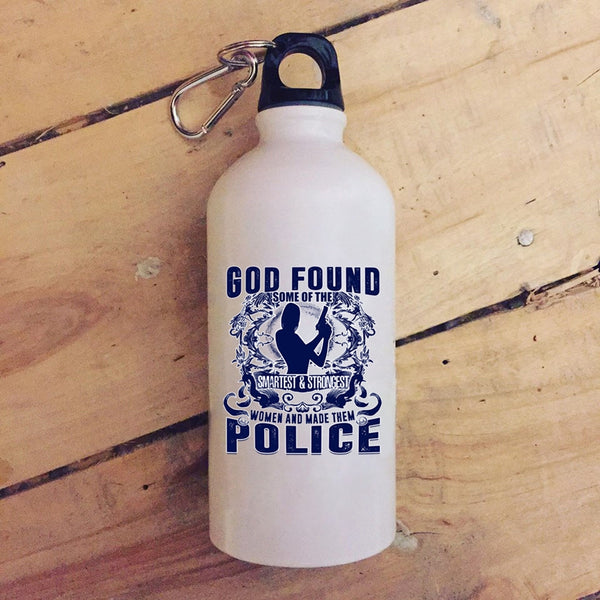 GOD FOUND
SOME OF THE
SMARTEST & STRONGEST
WOMEN AND MADE THEM
POLICE